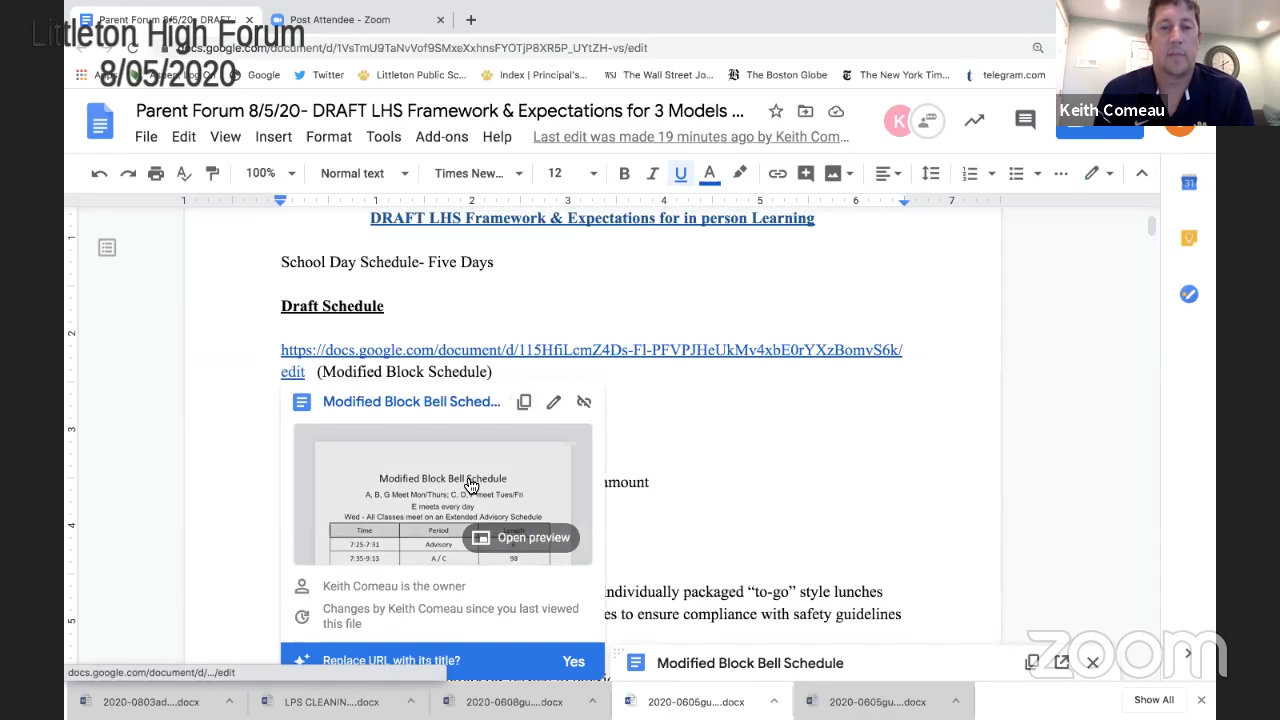 Littleton High Forum
8/05/2020
Parent Forum 8/5/20- DRAFT
Post Attendee - Zoom
docs.google.com/document/d/1VsTmU9TaNvVof9SMxeXxhnsFYOTjP8XR5P_UYtZH-vs/edit
Google
Twitter
Littleton Public Sc...
Index | Principal's...
The Wall Street Jo...
The Boston Globe
The New York Tim...
telegram.com
Keith Comeau
Parent Forum 8/5/20- DRAFT LHS Framework & Expectations for 3 Models ...
File Edit View Insert Format Tools Add-ons Help
Last edit was made 19 minutes ago by Keith Com...
K
100% Normal text Times New... 12 B I U A
1 1 2 3 4 5 6 7
DRAFT LHS Framework & Expectations for in person Learning
School Day Schedule- Five Days
Draft Schedule
https://docs.google.com/document/d/115HfiLcmZ4Ds-Fl-PFVPJHeUkMv4xbE0rYXzBomvS6k/
edit (Modified Block Schedule)
Modified Block Bell Sched...
Modified Block Bell Schedule
A, B, G Meet Mon/Thurs; C, D, meet Tues/Fri
E meets every day
Wed - All Classes meet on an Extended Advisory Schedule
Time Period
7:25-7:31 Advisory
7:35-9:13 A / C 98
Open preview
Keith Comeau is the owner
Changes by Keith Comeau since you last viewed
this file
Replace URL with its title? Yes
individually packaged “to-go” style lunches
es to ensure compliance with safety guidelines
Modified Block Bell Schedule
zoom
docs.google.com/document/d/.../edit
2020-0803ad....docx
LPS CLEANIN....docx
2020-0608gu....docx
2020-0605gu....docx
2020-0605gu....docx
Show All